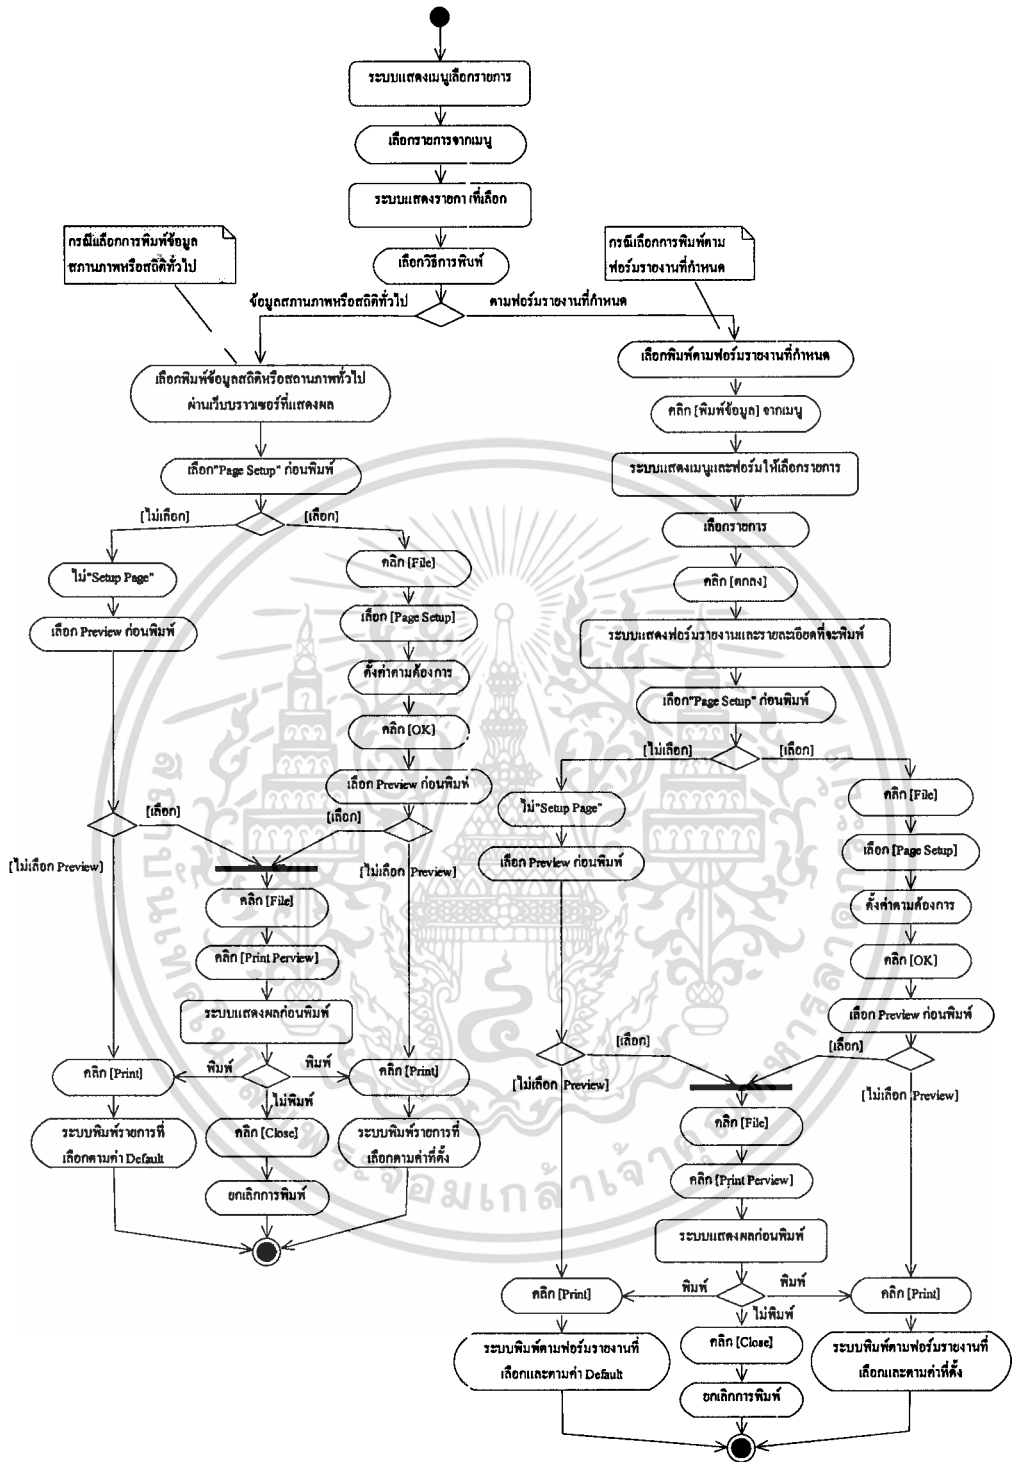 ระบบแสดงเมนูเลือกรายการ
เลือกรายการจากเมนู
ระบบแสดงรายกา ที่เลือก
เลือกวิธีการพิมพ์
กรณีเลือกการพิมพ์ข้อมูล
สถานภาพหรือสถิติทั่วไป
กรณีเลือกการพิมพ์ตาม
ฟอร์มรายงานที่กำหนด
ข้อมูลสถานภาพหรือสถิติทั่วไป
ตามฟอร์มรายงานที่กำหนด
เลือกพิมพ์ข้อมูลสถิติหรือสถานภาพทั่วไป
ผ่านเว็บบราวเซอร์ที่แสดงผล
เลือก"Page Setup" ก่อนพิมพ์
[ไม่เลือก]
[เลือก]
ไม่"Setup Page"
เลือก Preview ก่อนพิมพ์
คลิก [File]
เลือก [Page Setup]
ตั้งค่าตามต้องการ
คลิก [OK]
เลือก Preview ก่อนพิมพ์
[เลือก]
[เลือก]
[ไม่เลือก Preview]
[ไม่เลือก Preview]
คลิก [File]
คลิก [Print Perview]
ระบบแสดงผลก่อนพิมพ์
พิมพ์
พิมพ์
ไม่พิมพ์
คลิก [Print]
คลิก [Print]
ระบบพิมพ์รายการที่
เลือกตามค่า Default
คลิก [Close]
ระบบพิมพ์รายการที่
เลือกตามค่าที่ตั้ง
ยกเลิกการพิมพ์
เลือกพิมพ์ตามฟอร์มรายงานที่กำหนด
คลิก [พิมพ์ข้อมูล] จากเมนู
ระบบแสดงเมนูและฟอร์มให้เลือกรายการ
เลือกรายการ
คลิก [ตกลง]
ระบบแสดงฟอร์มรายงานและรายละเอียดที่จะพิมพ์
เลือก"Page Setup" ก่อนพิมพ์
[ไม่เลือก]
[เลือก]
ไม่"Setup Page"
เลือก Preview ก่อนพิมพ์
คลิก [File]
เลือก [Page Setup]
ตั้งค่าตามต้องการ
คลิก [OK]
เลือก Preview ก่อนพิมพ์
[เลือก]
[เลือก]
[ไม่เลือก Preview]
[ไม่เลือก Preview]
คลิก [File]
คลิก [Print Perview]
ระบบแสดงผลก่อนพิมพ์
พิมพ์
พิมพ์
ไม่พิมพ์
คลิก [Print]
คลิก [Print]
ระบบพิมพ์ตามฟอร์มรายงานที่
เลือกและตามค่า Default
คลิก [Close]
ระบบพิมพ์ตามฟอร์มรายงานที่
เลือกและตามค่าที่ตั้ง
ยกเลิกการพิมพ์
สถาบันเทคโนโลยีพระจอมเกล้าเจ้าคุณทหารลาดกระบัง